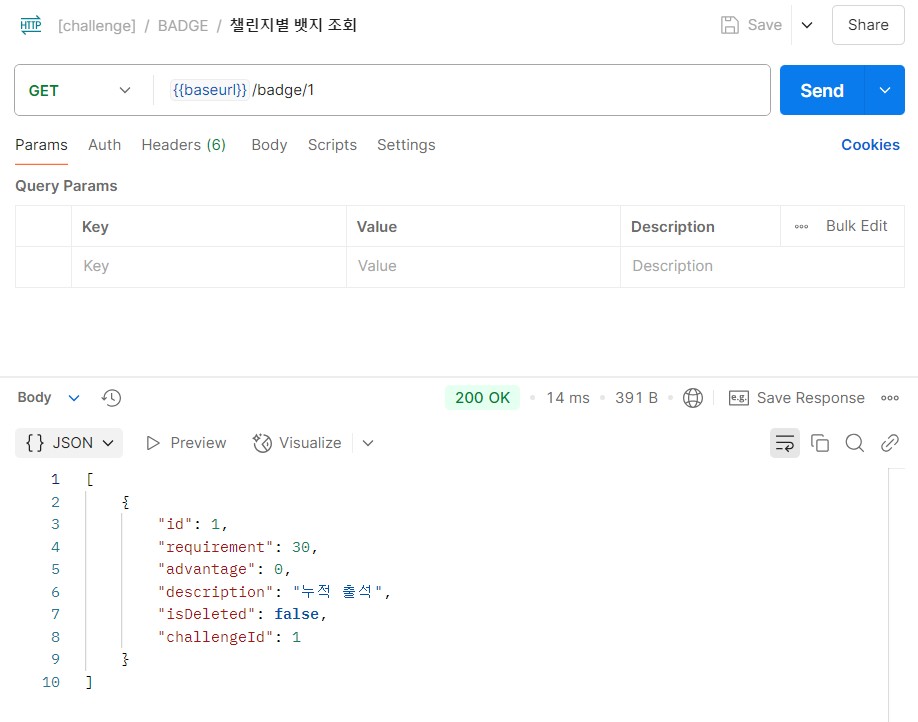 HTTP [challenge] / BADGE / 챌린지별 뱃지 조회 Save Share
GET {{baseurl}} /badge/1 Send
Params Auth Headers (6) Body Scripts Settings Cookies
Query Params
Key Value Description Bulk Edit
Key Value Description
Body 200 OK 14 ms 391 B e.g. Save Response
{} JSON Preview Visualize
1 [
2 {
3 "id": 1,
4 "requirement": 30,
5 "advantage": 0,
6 "description": "누적 출석",
7 "isDeleted": false,
8 "challengeId": 1
9 }
10 ]